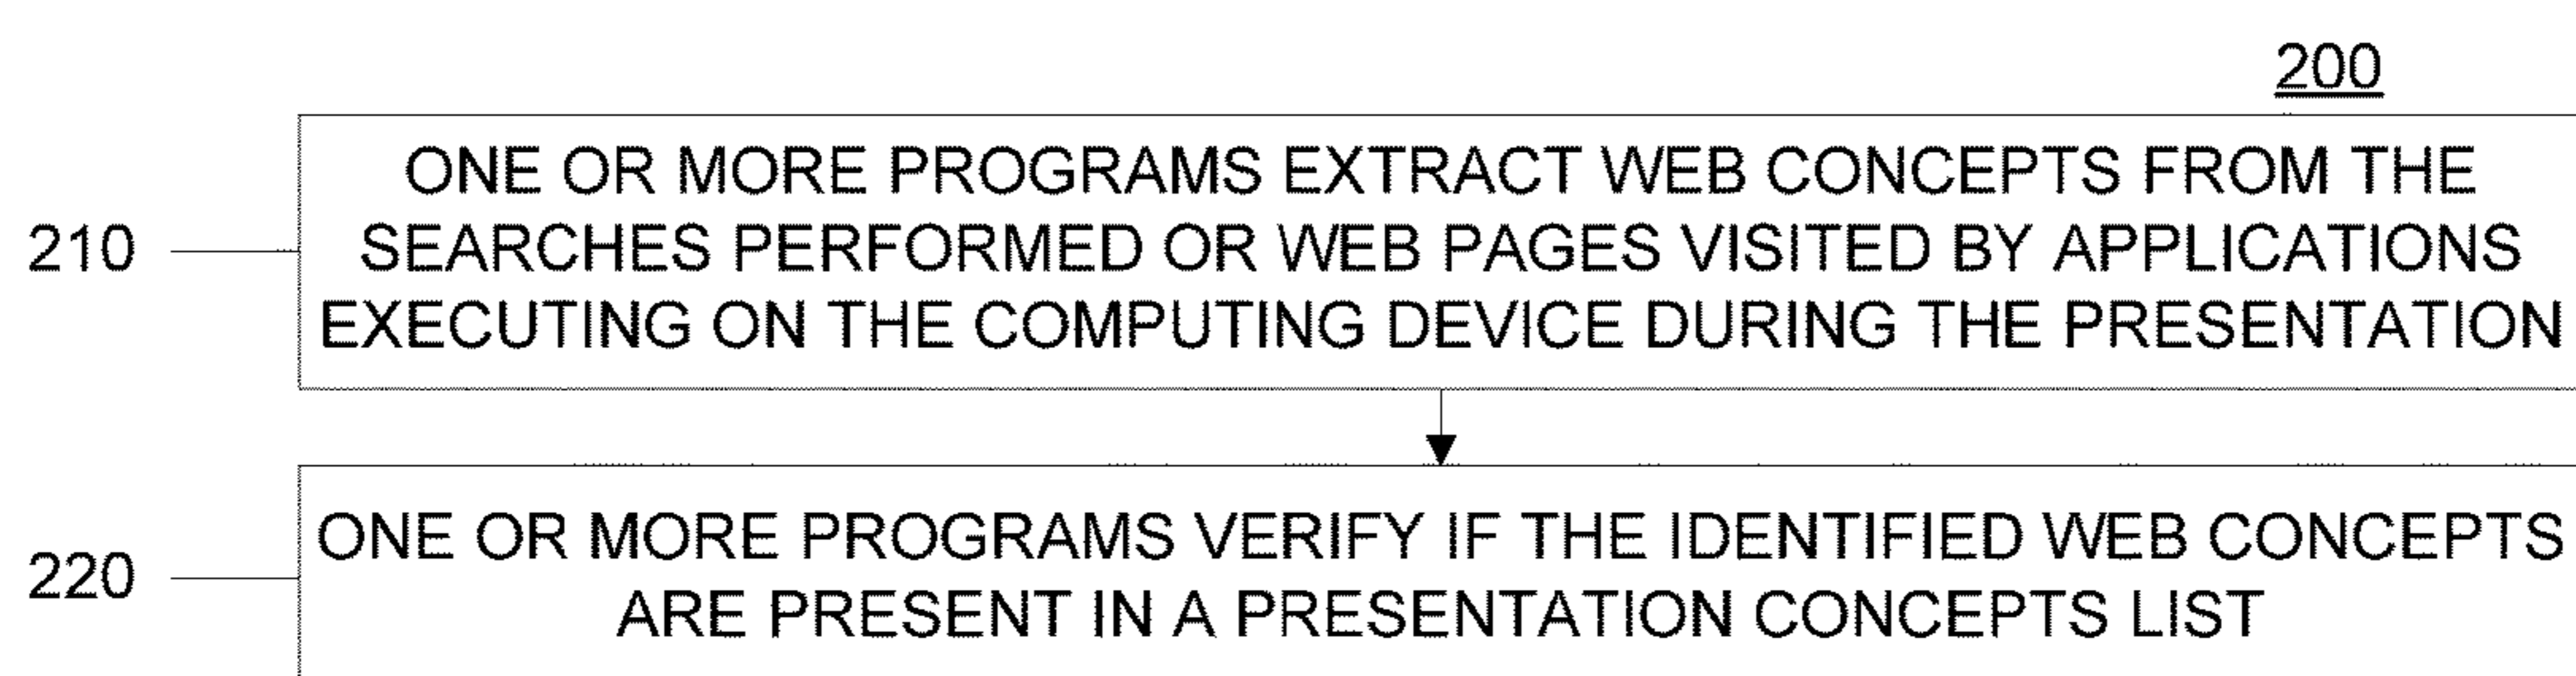 200
210
ONE OR MORE PROGRAMS EXTRACT WEB CONCEPTS FROM THE
SEARCHES PERFORMED OR WEB PAGES VISITED BY APPLICATIONS
EXECUTING ON THE COMPUTING DEVICE DURING THE PRESENTATION
220
ONE OR MORE PROGRAMS VERIFY IF THE IDENTIFIED WEB CONCEPTS
ARE PRESENT IN A PRESENTATION CONCEPTS LIST